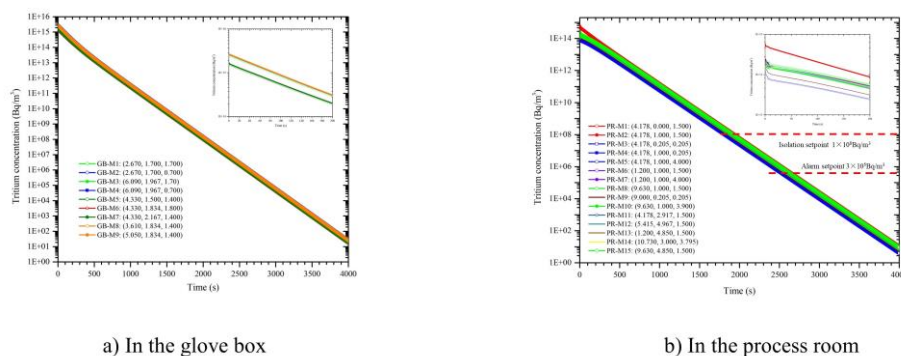 Tritium concentration (Bq/m³)
1E+16
1E+15
1E+14
1E+13
1E+12
1E+11
1E+10
1E+09
1E+08
1E+07
1E+06
1E+05
1E+04
1E+03
1E+02
1E+01
1E+00
GB-M1: (2.670, 1.700, 1.700)
GB-M2: (2.670, 1.700, 0.700)
GB-M3: (6.090, 1.967, 1.70)
GB-M4: (6.090, 1.967, 0.700)
GB-M5: (4.330, 1.500, 1.400)
GB-M6: (4.330, 1.834, 1.800)
GB-M7: (4.330, 2.167, 1.400)
GB-M8: (3.610, 1.834, 1.400)
GB-M9: (5.050, 1.834, 1.400)
Time (s)
0 500 1000 1500 2000 2500 3000 3500 4000
Time (s)
a) In the glove box
Tritium concentration (Bq/m³)
1E+14
1E+12
1E+10
1E+08
1E+06
1E+04
1E+02
1E+00
Time (s)
PR-M1: (4.178, 0.000, 1.500)
PR-M2: (4.178, 1.000, 1.500)
PR-M3: (4.178, 0.205, 0.205)
PR-M4: (4.178, 1.000, 0.205)
PR-M5: (4.178, 1.000, 4.000)
PR-M6: (1.200, 1.000, 1.500)
PR-M7: (1.200, 1.000, 4.000)
PR-M8: (9.630, 1.000, 1.500)
PR-M9: (9.000, 0.205, 0.205)
PR-M10: (9.630, 1.000, 3.900)
PR-M11: (4.178, 2.917, 1.500)
PR-M12: (5.415, 4.967, 1.500)
PR-M13: (1.200, 4.850, 1.500)
PR-M14: (10.730, 3.000, 3.795)
PR-M15: (9.630, 4.850, 1.500)
Isolation setpoint 1×10⁸Bq/m³
Alarm setpoint 3×10⁵Bq/m³
0 500 1000 1500 2000 2500 3000 3500 4000
Time (s)
b) In the process room